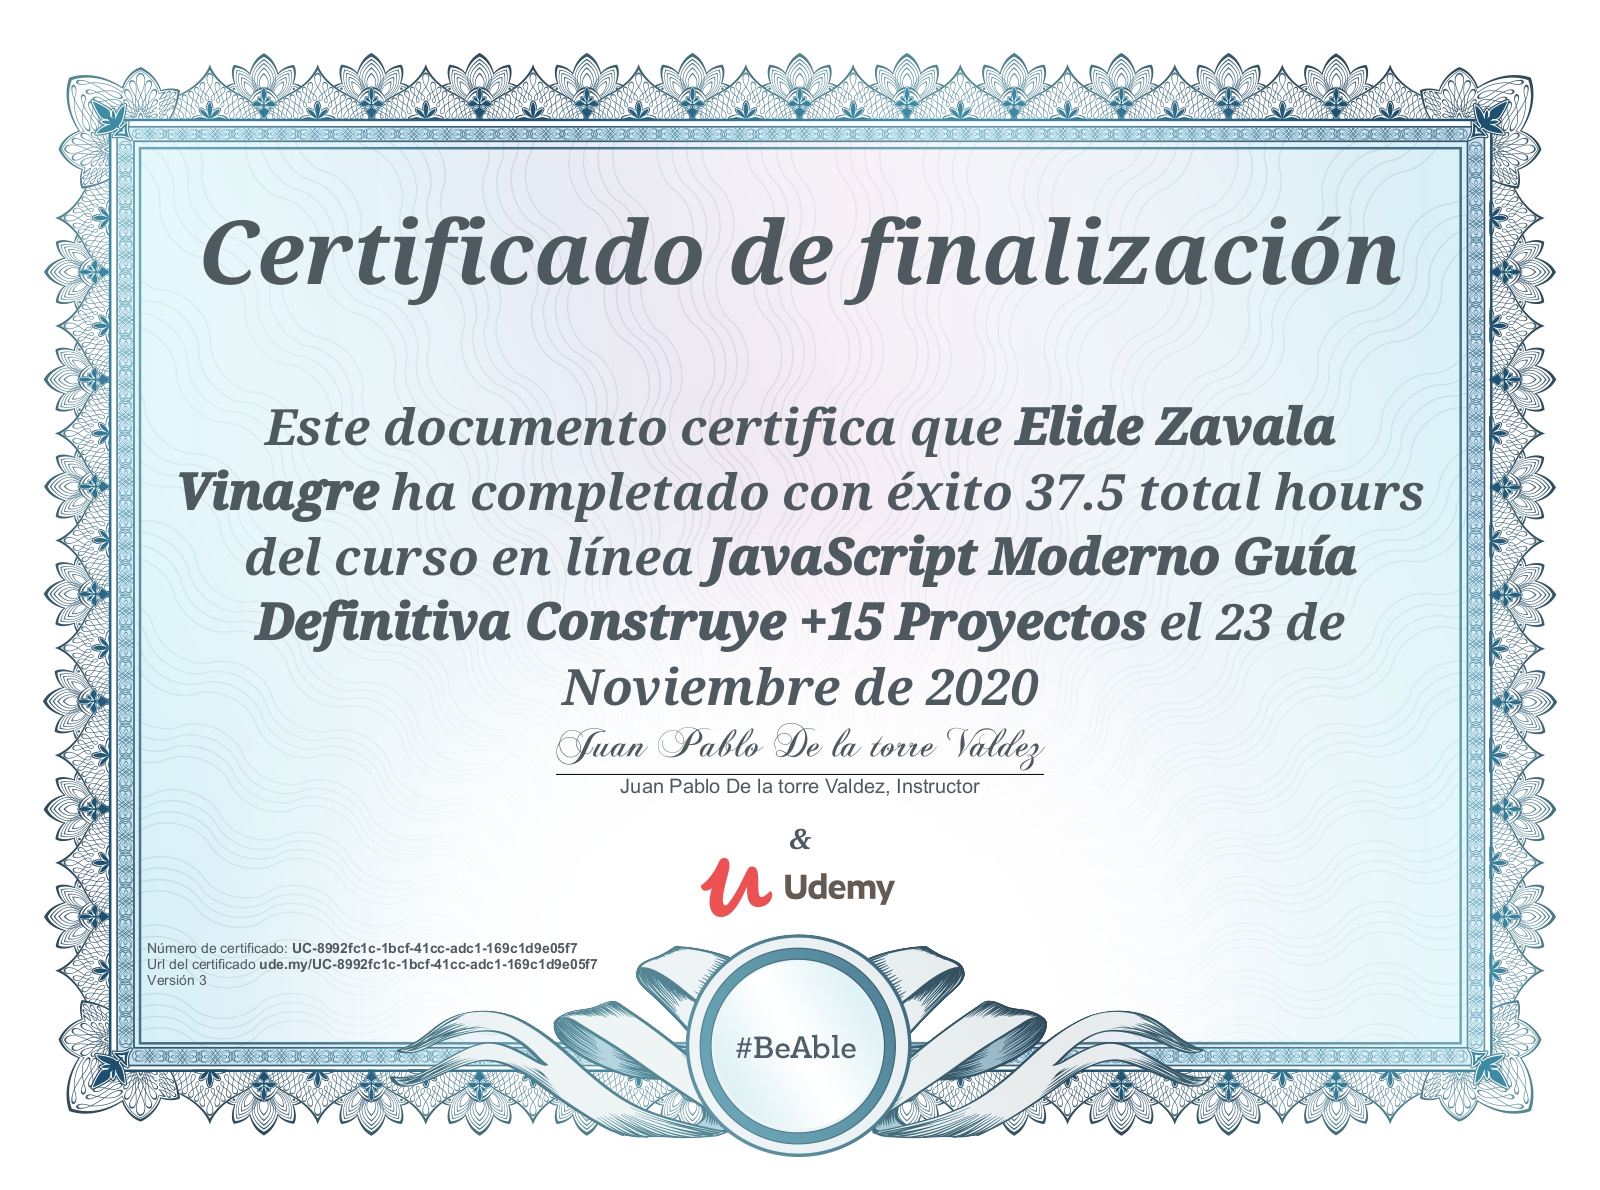 Certificado de finalización
Este documento certifica que Elide Zavala
Vinagre ha completado con éxito 37.5 total hours
del curso en línea JavaScript Moderno Guía
Definitiva Construye +15 Proyectos el 23 de
Noviembre de 2020
Juan Pablo De la torre Valdez
Juan Pablo De la torre Valdez, Instructor
&
Udemy
Número de certificado: UC-8992fc1c-1bcf-41cc-adc1-169c1d9e05f7
Url del certificado ude.my/UC-8992fc1c-1bcf-41cc-adc1-169c1d9e05f7
Versión 3
#BeAble